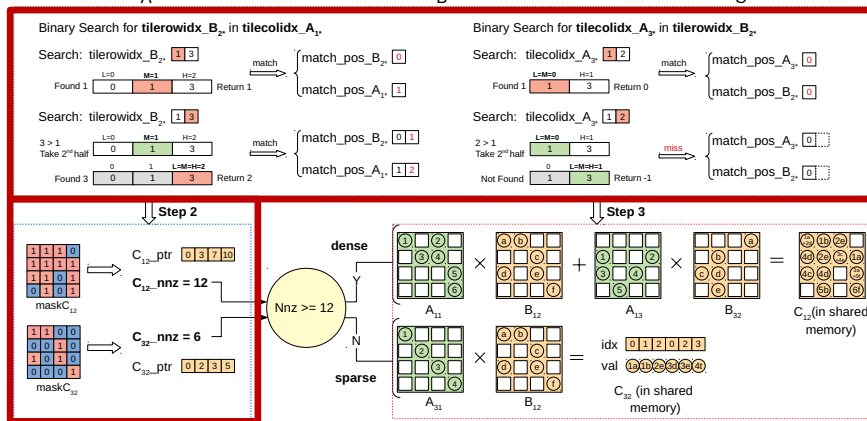 Binary Search for tilerowidx_B2* in tilecolidx_A1*
Search: tilerowidx_B2* 1 3
L=0 M=1 H=2
Found 1 0 1 3 Return 1
match
match_pos_B2* 0
match_pos_A1* 1
Search: tilerowidx_B2* 1 3
3 > 1
Take 2nd half
L=0 M=1 H=2
0 1 3
0 1 L=M=H=2
Found 3 0 1 3 Return 2
match
match_pos_B2* 0 1
match_pos_A1* 1 2
Binary Search for tilecolidx_A3* in tilerowidx_B2*
Search: tilecolidx_A3* 1 2
L=M=0 H=1
Found 1 1 3 Return 0
match
match_pos_A3* 0
match_pos_B2* 0
Search: tilecolidx_A3* 1 2
2 > 1
Take 2nd half
L=M=0 H=1
1 3
0 L=M=H=1
Not Found 1 3 Return -1
miss
match_pos_A3* 0
match_pos_B2* 0
Step 2
1 1 1 0
1 1 1 1
1 1 0 1
0 1 0 1
maskC12
C12_ptr 0 3 7 10
C12_nnz = 12
1 1 0 0
0 0 1 0
1 0 1 0
0 0 0 1
maskC32
C32_nnz = 6
C32_ptr 0 2 3 5
Step 3
Nnz >= 12
dense
Y
N
sparse
1 2
3 4
5
6
A11
×
a b
c
d e
f
B12
+
1 2
3 4
5
A13
×
a
b
c d
e
B32
=
1b 2e
4d 2e 1a
4c 4d
5b 6f
C12(in shared
memory)
1
2
3
4
A31
×
a b
c
d e
f
B12
=
idx 0 1 2 0 2 3
val 1a 1b 2e 3d 3e 4f
C32 (in shared
memory)